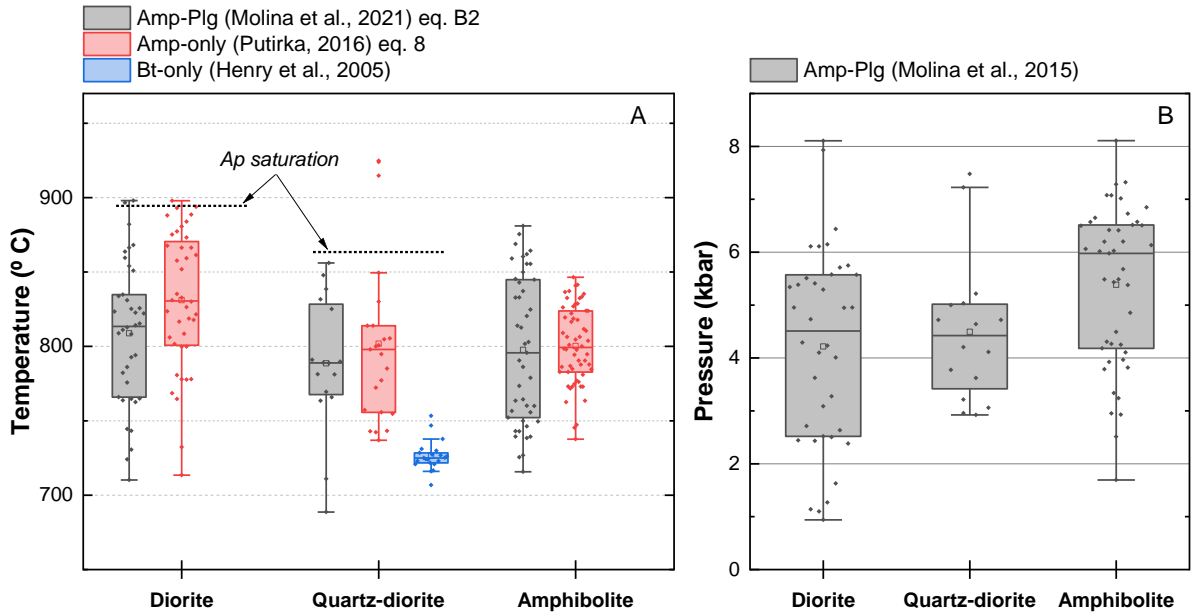 Amp-Plg (Molina et al., 2021) eq. B2
Amp-only (Putirka, 2016) eq. 8
Bt-only (Henry et al., 2005)
A
Ap saturation
Temperature (º C)
900
800
700
Diorite
Quartz-diorite
Amphibolite
Amp-Plg (Molina et al., 2015)
B
Pressure (kbar)
8
6
4
2
0
Diorite
Quartz-diorite
Amphibolite